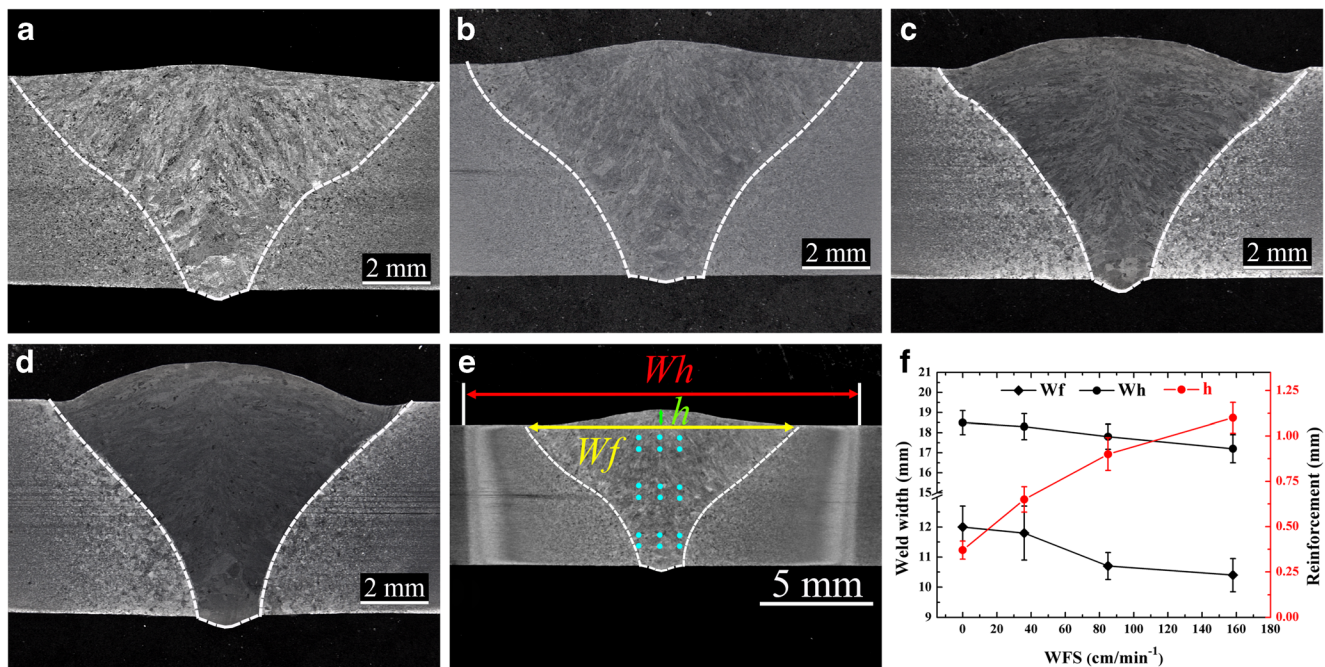 a
2 mm
b
2 mm
c
2 mm
d
2 mm
e
Wh
h
Wf
5 mm
f
Wf Wh h
21
20
19
18
17
15
12
11
10
9
Weld width (mm)
1.25
1.00
0.75
0.50
0.25
0.00
Reinforcement (mm)
0 20 40 60 80 100 120 140 160 180
WFS (cm/min⁻¹)